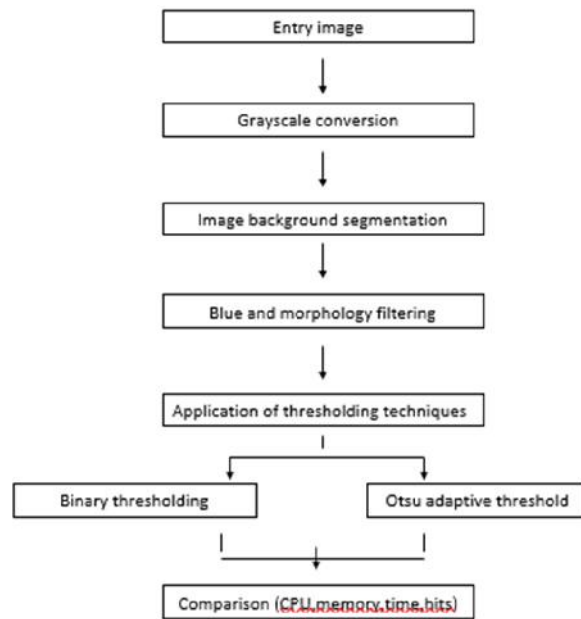 Entry image
Grayscale conversion
Image background segmentation
Blue and morphology filtering
Application of thresholding techniques
Binary thresholding
Otsu adaptive threshold
Comparison (CPU,memory,time,hits)